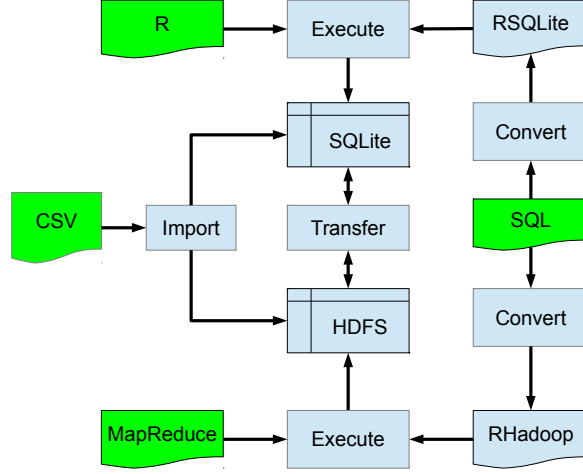 R
Execute
RSQLite
SQLite
Convert
CSV
Import
Transfer
SQL
HDFS
Convert
MapReduce
Execute
RHadoop